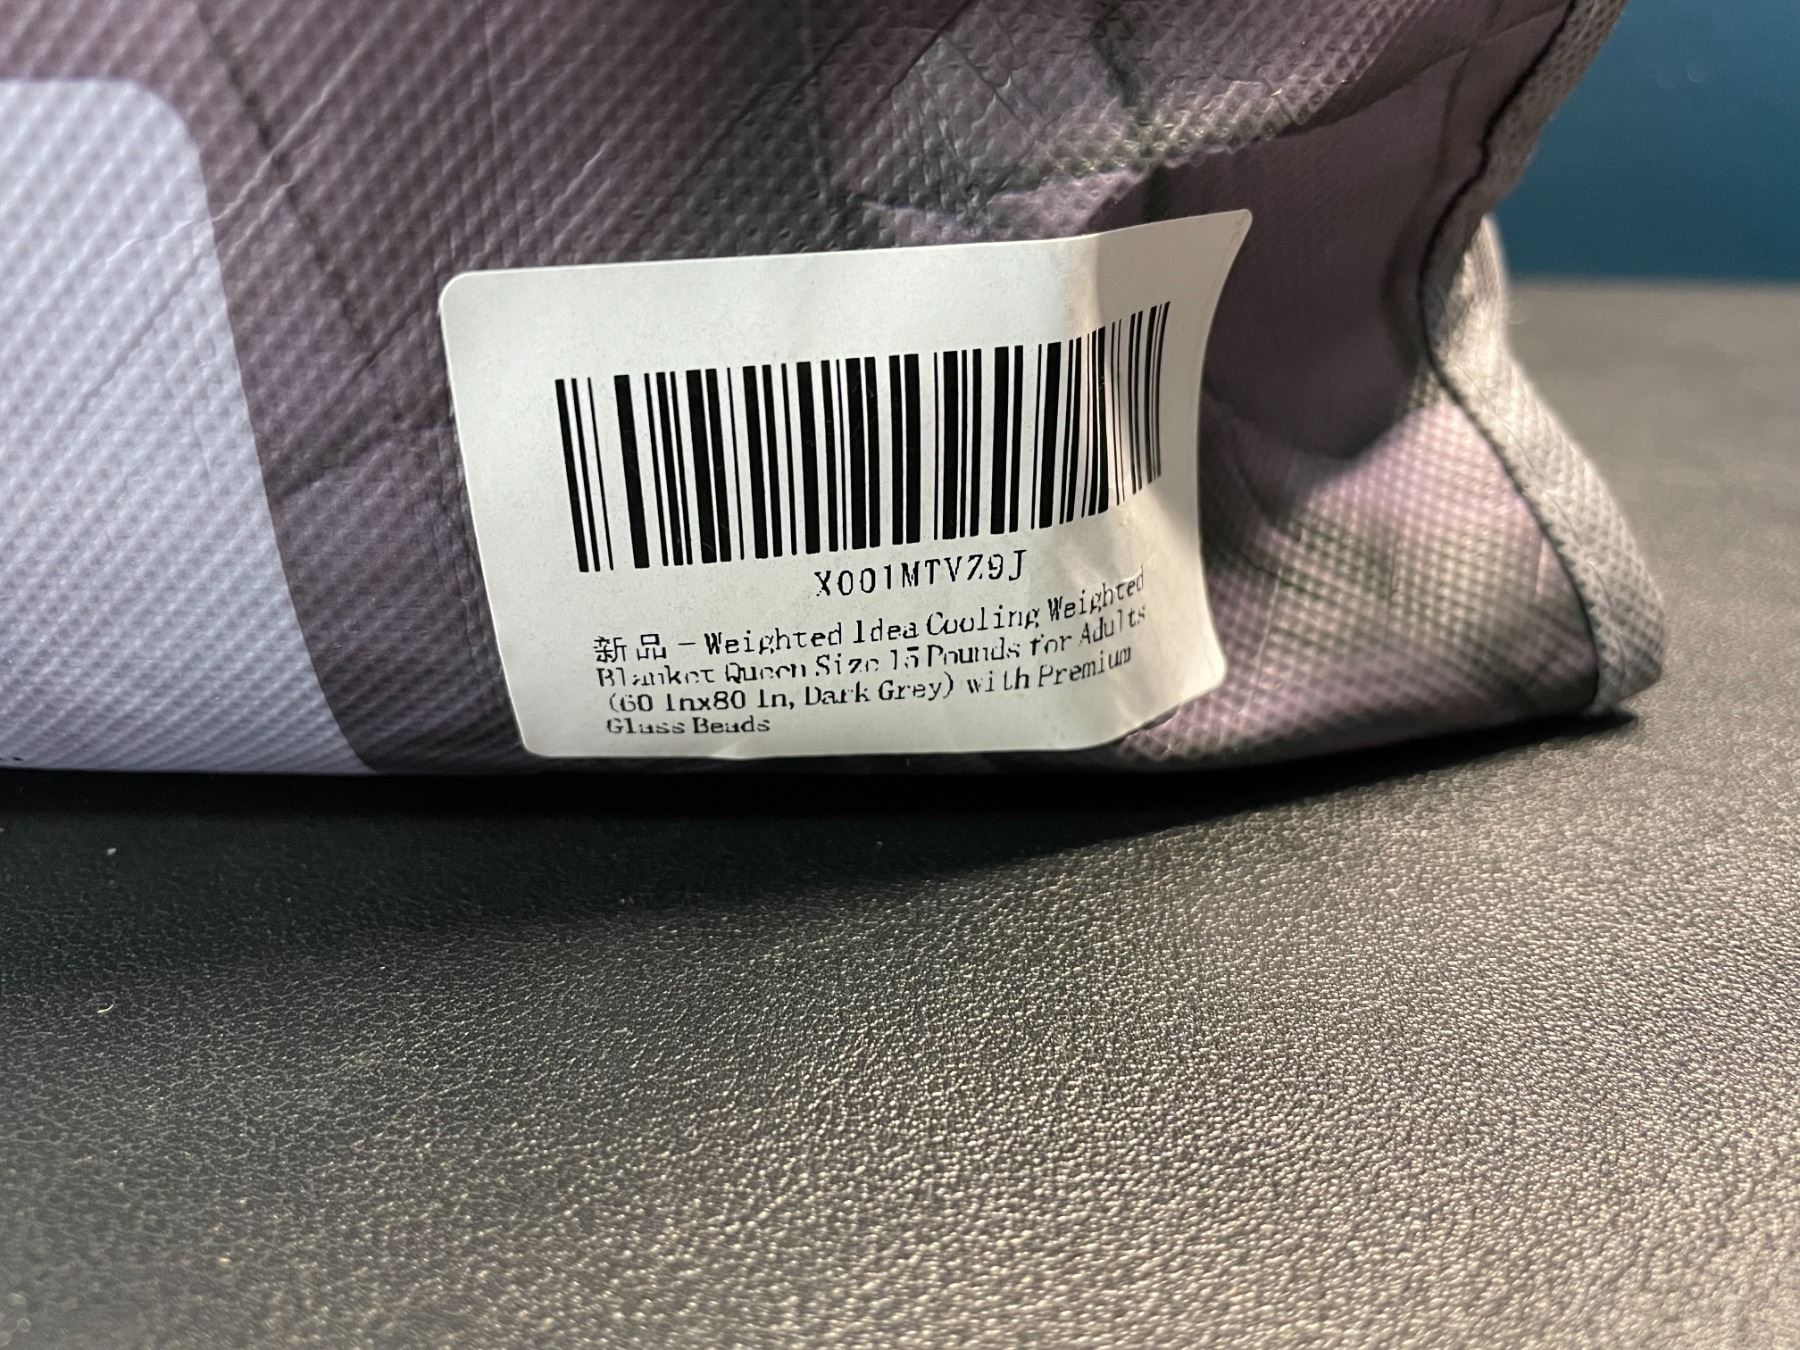 X001MTVZ9J
新品 - Weighted Idea Cooling Weighted
Blanket Queen Size 15 Pounds for Adults
(60 Inx80 In, Dark Grey) with Premium
Glass Beads